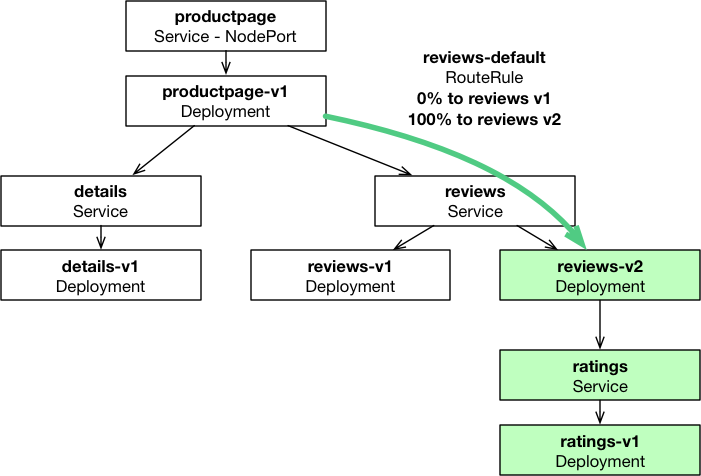 productpage
Service - NodePort
reviews-default
RouteRule
0% to reviews v1
100% to reviews v2
productpage-v1
Deployment
details
Service
reviews
Service
details-v1
Deployment
reviews-v1
Deployment
reviews-v2
Deployment
ratings
Service
ratings-v1
Deployment